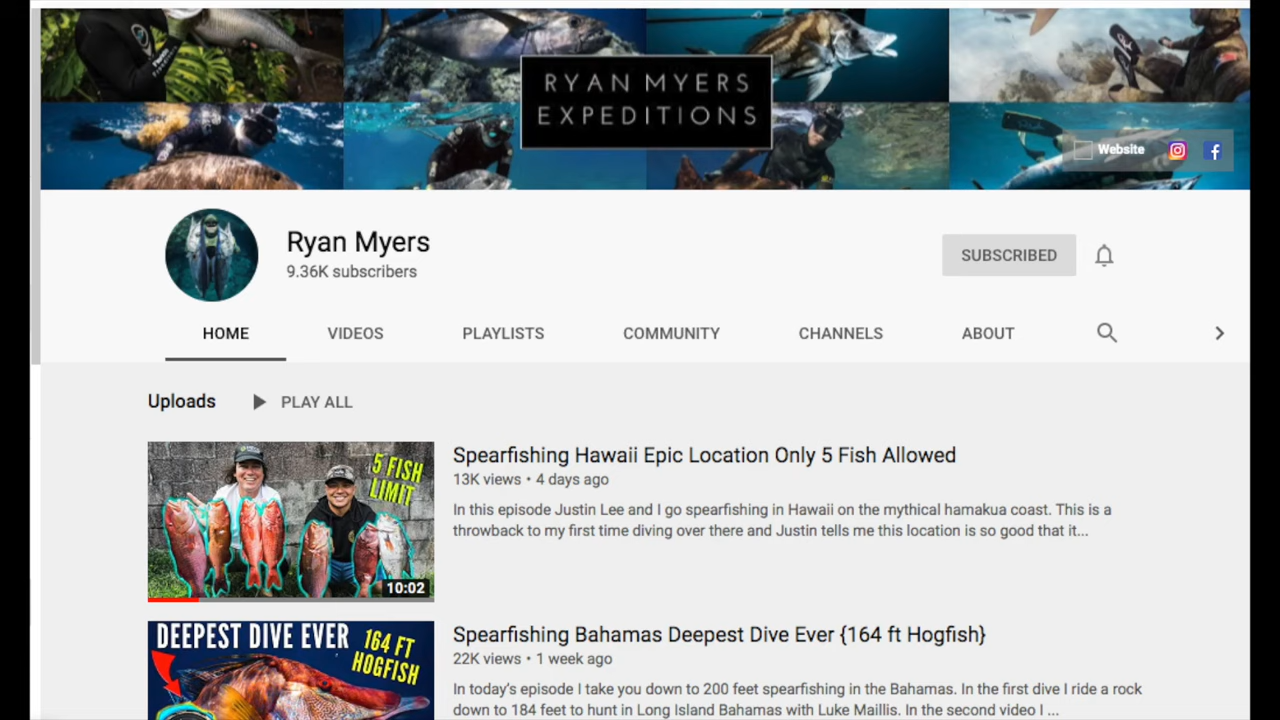 RYAN MYERS
EXPEDITIONS
Website
Ryan Myers
9.36K subscribers
SUBSCRIBED
HOME VIDEOS PLAYLISTS COMMUNITY CHANNELS ABOUT
Uploads PLAY ALL
5 FISH
LIMIT
10:02
Spearfishing Hawaii Epic Location Only 5 Fish Allowed
13K views • 4 days ago
In this episode Justin Lee and I go spearfishing in Hawaii on the mythical hamakua coast. This is a
throwback to my first time diving over there and Justin tells me this location is so good that it...
DEEPEST DIVE EVER
164 FT
HOGFISH
Spearfishing Bahamas Deepest Dive Ever {164 ft Hogfish}
22K views • 1 week ago
In today's episode I take you down to 200 feet spearfishing in the Bahamas. In the first dive I ride a rock
down to 184 feet to hunt in Long Island Bahamas with Luke Maillis. In the second video I ...